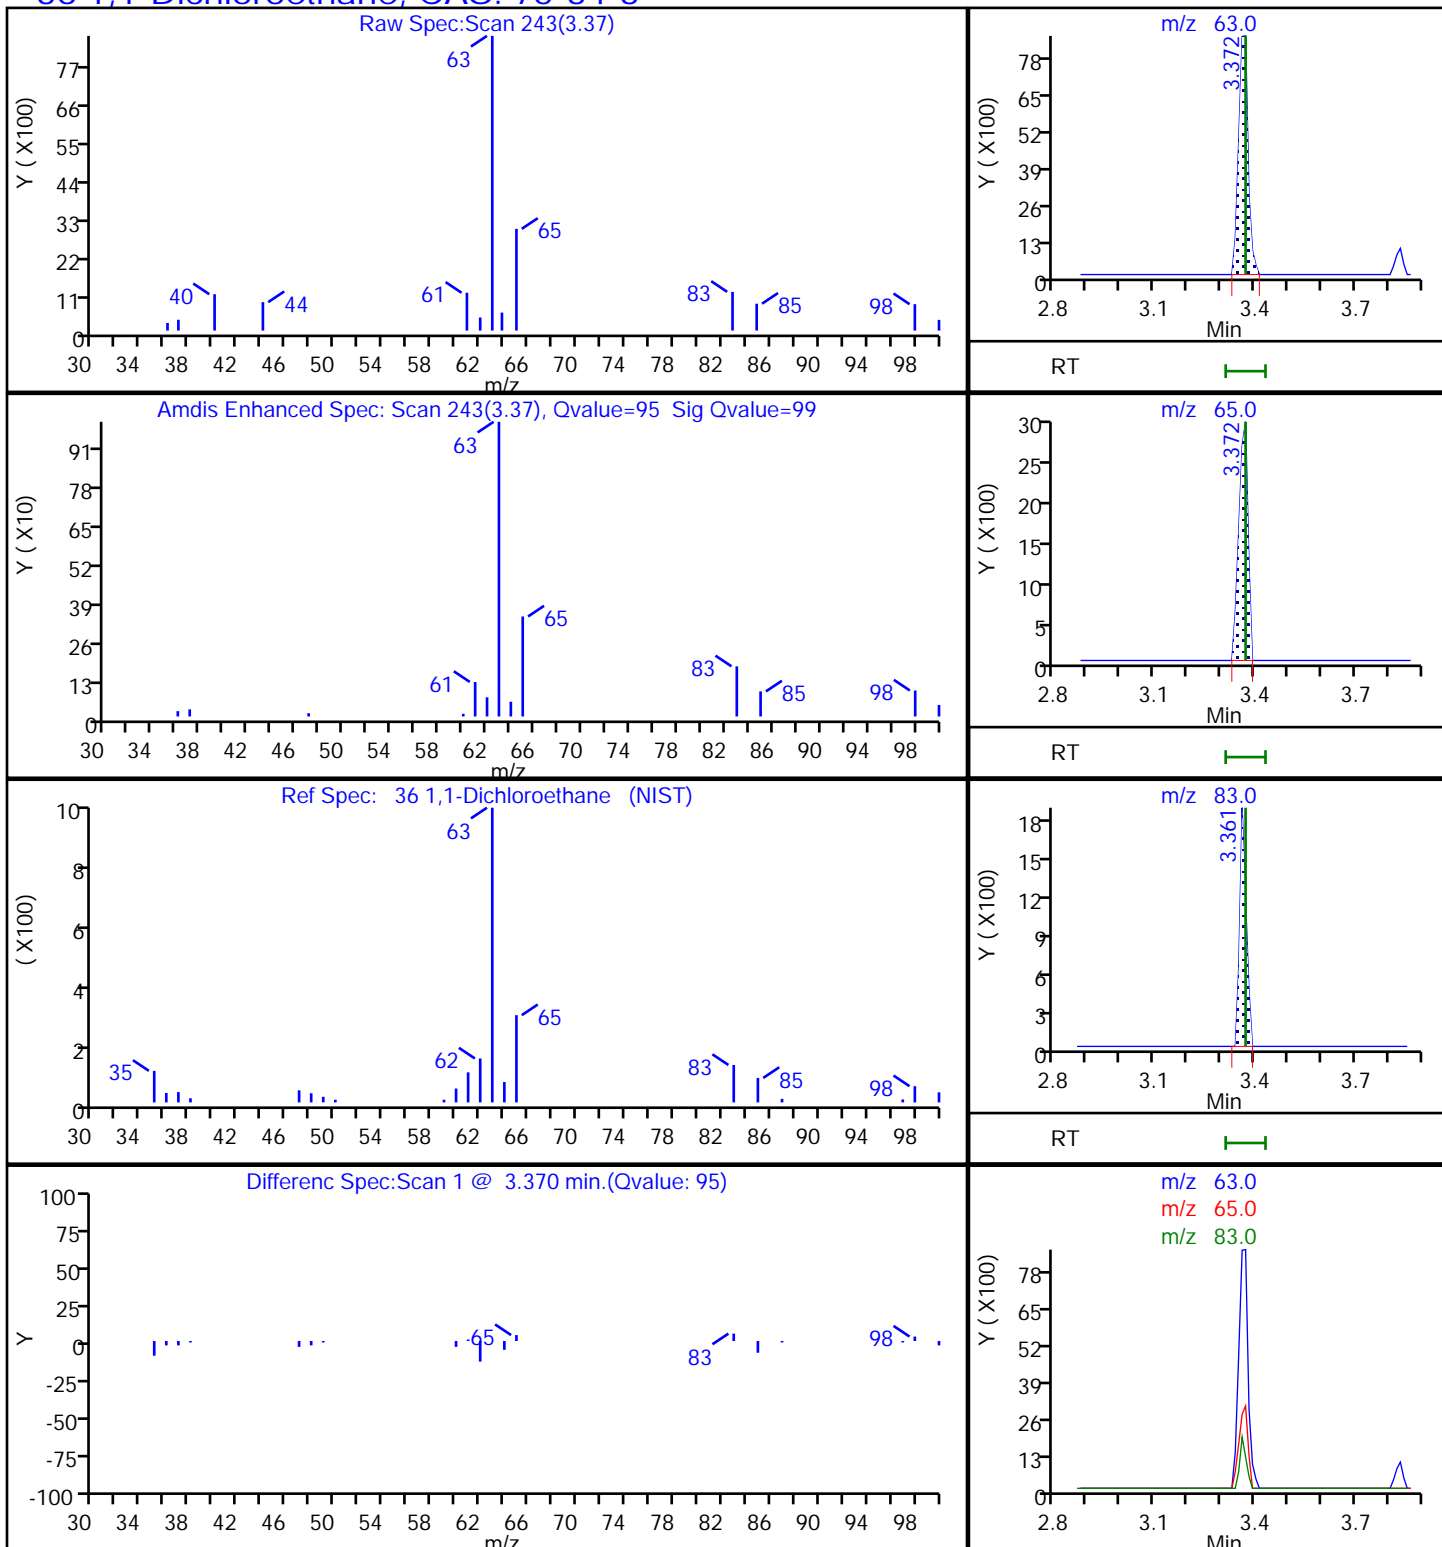 36 1,1-Dichloroethane, CAS: 75-34-3
Raw Spec:Scan 243(3.37)
Y ( X100)
77
66
55
44
33
22
11
0
63
65
40
44
61
83
85
98
30 34 38 42 46 50 54 58 62 66 70 74 78 82 86 90 94 98
m/z
m/z 63.0
Y ( X100)
78
65
52
39
26
13
0
3.372
2.8 3.1 3.4 3.7
Min
RT
Amdis Enhanced Spec: Scan 243(3.37), Qvalue=95 Sig Qvalue=99
Y ( X10)
91
78
65
52
39
26
13
0
63
65
61
83
85
98
30 34 38 42 46 50 54 58 62 66 70 74 78 82 86 90 94 98
m/z
m/z 65.0
Y ( X100)
30
25
20
15
10
5
0
3.372
2.8 3.1 3.4 3.7
Min
RT
Ref Spec: 36 1,1-Dichloroethane (NIST)
( X100)
10
8
6
4
2
0
63
65
35
62
83
85
98
30 34 38 42 46 50 54 58 62 66 70 74 78 82 86 90 94 98
m/z 83.0
Y ( X100)
18
15
12
9
6
3
0
3.361
2.8 3.1 3.4 3.7
Min
RT
Differenc Spec:Scan 1 @ 3.370 min.(Qvalue: 95)
Y
100
75
50
25
0
-25
-50
-75
-100
65
83
98
30 34 38 42 46 50 54 58 62 66 70 74 78 82 86 90 94 98
m/z
m/z 63.0
m/z 65.0
m/z 83.0
Y ( X100)
78
65
52
39
26
13
0
2.8 3.1 3.4 3.7
Min